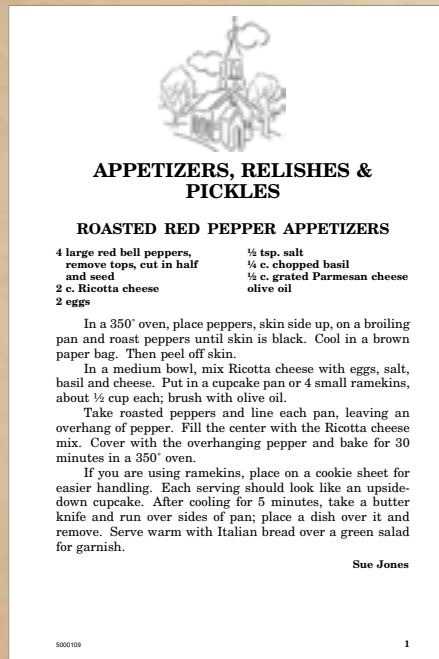 APPETIZERS, RELISHES &
PICKLES
ROASTED RED PEPPER APPETIZERS
4 large red bell peppers,
remove tops, cut in half
and seed
2 c. Ricotta cheese
2 eggs
½ tsp. salt
¼ c. chopped basil
½ c. grated Parmesan cheese
olive oil
In a 350˚ oven, place peppers, skin side up, on a broiling
pan and roast peppers until skin is black. Cool in a brown
paper bag. Then peel off skin.
In a medium bowl, mix Ricotta cheese with eggs, salt,
basil and cheese. Put in a cupcake pan or 4 small ramekins,
about ½ cup each; brush with olive oil.
Take roasted peppers and line each pan, leaving an
overhang of pepper. Fill the center with the Ricotta cheese
mix. Cover with the overhanging pepper and bake for 30
minutes in a 350˚ oven.
If you are using ramekins, place on a cookie sheet for
easier handling. Each serving should look like an upside-
down cupcake. After cooling for 5 minutes, take a butter
knife and run over sides of pan; place a dish over it and
remove. Serve warm with Italian bread over a green salad
for garnish.
Sue Jones
5000109
1